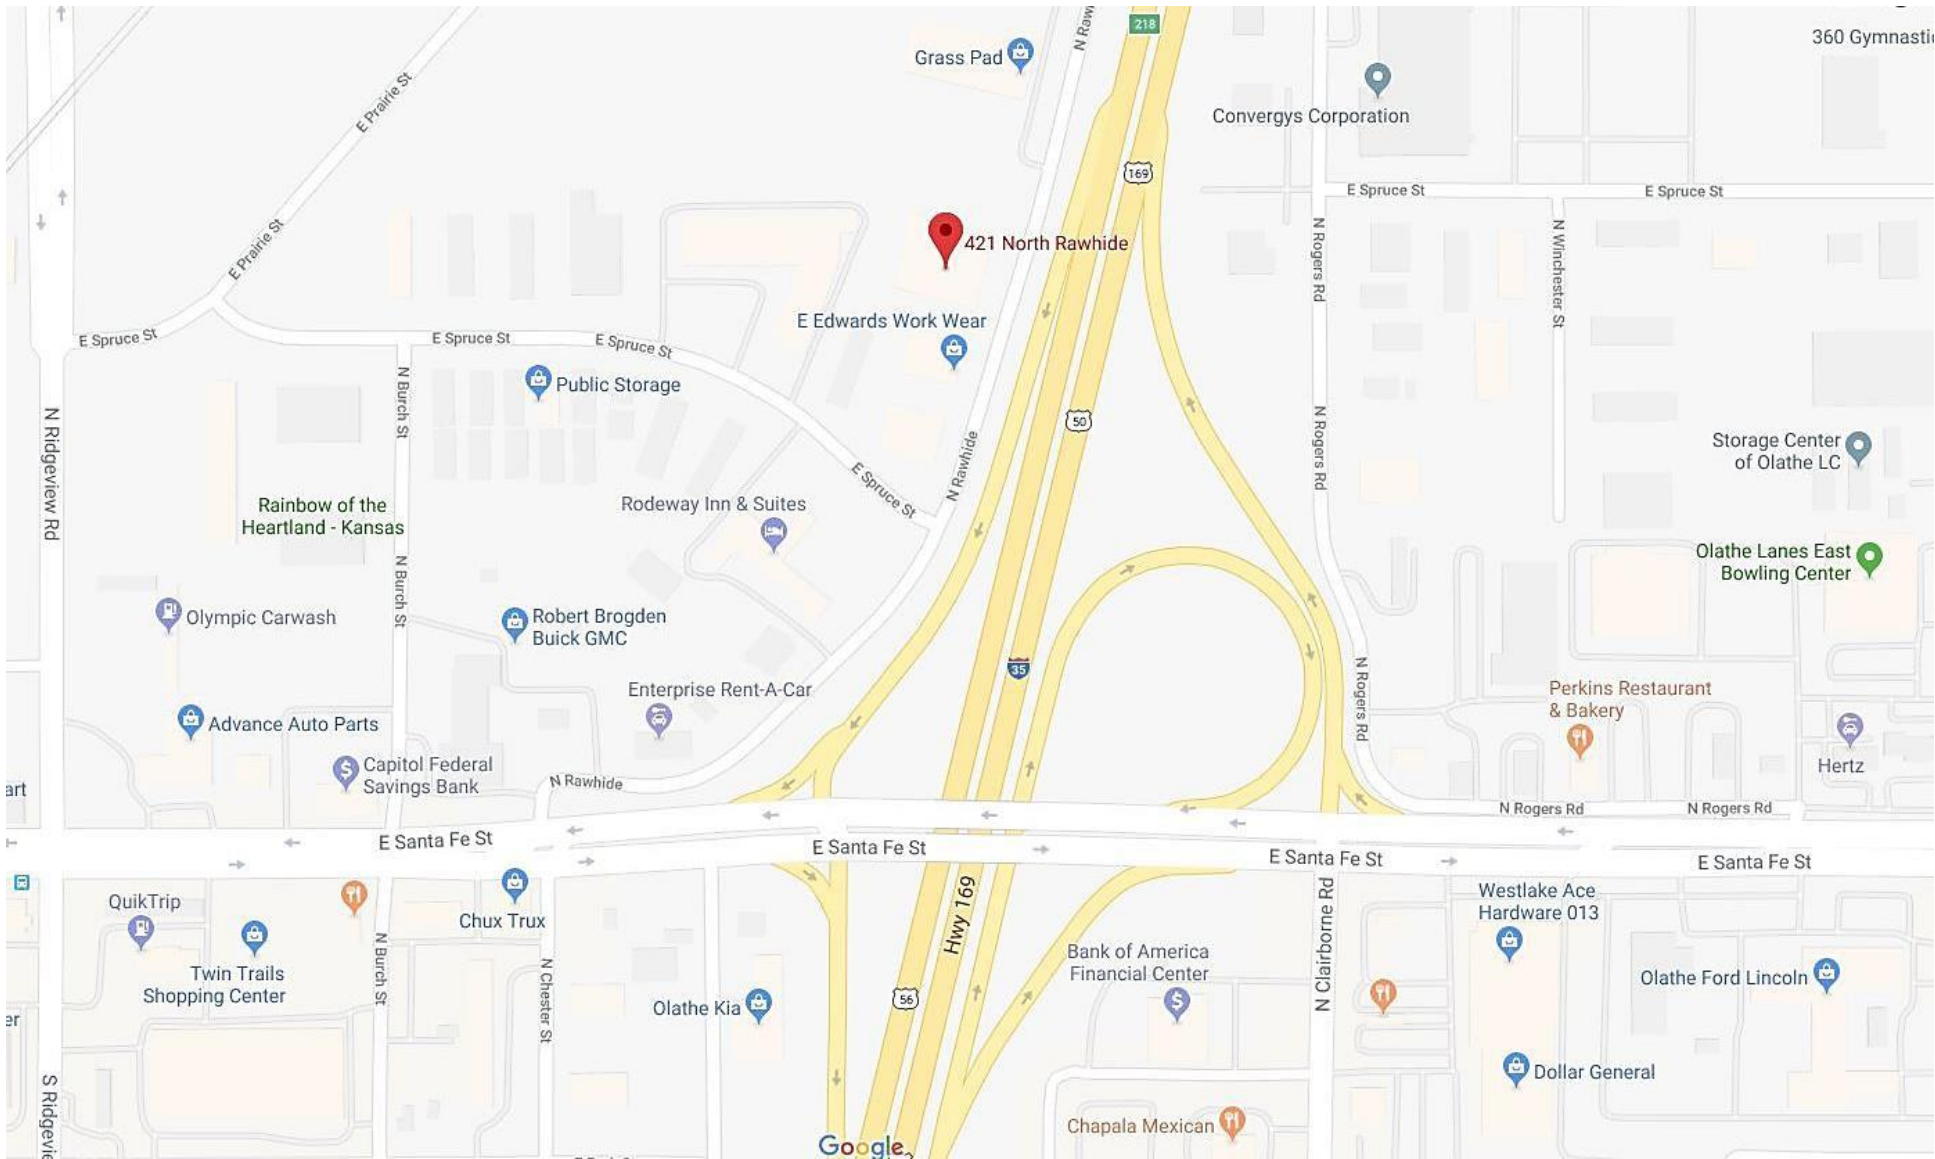 218
360 Gymnasti
N Raw
Grass Pad
Convergys Corporation
E Prairie St
169
E Spruce St
E Spruce St
E Prairie St
421 North Rawhide
N Rogers Rd
N Winchester St
E Edwards Work Wear
E Spruce St
E Spruce St
E Spruce St
Public Storage
N Burch St
N Ridgeview Rd
50
N Rogers Rd
Storage Center
of Olathe LC
N Rawhide
E Spruce St
Rainbow of the
Heartland - Kansas
Rodeway Inn & Suites
Olathe Lanes East
Bowling Center
N Burch St
Olympic Carwash
Robert Brogden
Buick GMC
35
Enterprise Rent-A-Car
N Rogers Rd
Perkins Restaurant
& Bakery
Advance Auto Parts
Capitol Federal
Savings Bank
Hertz
art
N Rawhide
N Rogers Rd
N Rogers Rd
E Santa Fe St
E Santa Fe St
E Santa Fe St
E Santa Fe St
QuikTrip
Chux Trux
Westlake Ace
Hardware 013
Hwy 169
N Clairborne Rd
Twin Trails
Shopping Center
N Burch St
N Chester St
Bank of America
Financial Center
Olathe Kia
56
Olathe Ford Lincoln
er
S Ridgevie
Dollar General
Chapala Mexican
Google